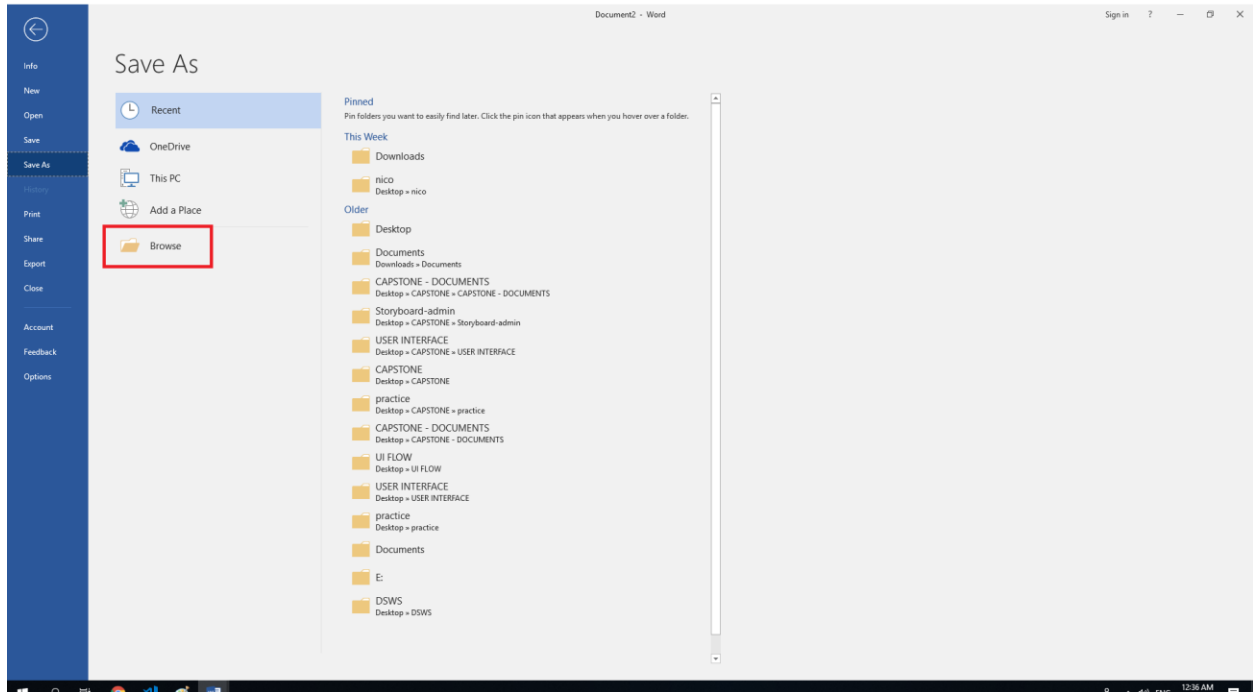 Document2 - Word
Sign in ?
Save As
Info
New
Open
Save
Save As
History
Print
Share
Export
Close
Account
Feedback
Options
Recent
OneDrive
This PC
Add a Place
Browse
Pinned
Pin folders you want to easily find later. Click the pin icon that appears when you hover over a folder.
This Week
Downloads
nico
Desktop » nico
Older
Desktop
Documents
Downloads » Documents
CAPSTONE - DOCUMENTS
Desktop » CAPSTONE » CAPSTONE - DOCUMENTS
Storyboard-admin
Desktop » CAPSTONE » Storyboard-admin
USER INTERFACE
Desktop » CAPSTONE » USER INTERFACE
CAPSTONE
Desktop » CAPSTONE
practice
Desktop » CAPSTONE » practice
CAPSTONE - DOCUMENTS
Desktop » CAPSTONE - DOCUMENTS
UI FLOW
Desktop » UI FLOW
USER INTERFACE
Desktop » USER INTERFACE
practice
Desktop » practice
Documents
E:
DSWS
Desktop » DSWS
ENG
12:36 AM